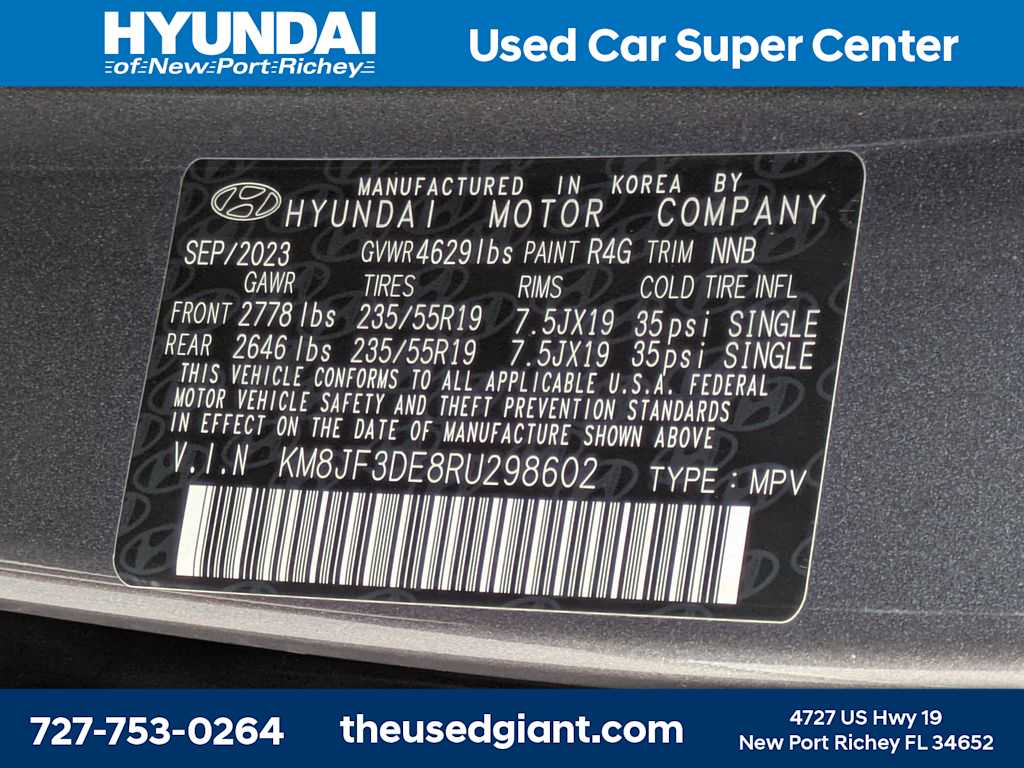 HYUNDAI
of New Port Richey
Used Car Super Center
MANUFACTURED IN KOREA BY
HYUNDAI MOTOR COMPANY
SEP/2023 GVWR 4629 lbs PAINT R4G TRIM NNB
GAWR TIRES RIMS COLD TIRE INFL
FRONT 2778 lbs 235/55R19 7.5JX19 35psi SINGLE
REAR 2646 lbs 235/55R19 7.5JX19 35psi SINGLE
THIS VEHICLE CONFORMS TO ALL APPLICABLE U.S.A. FEDERAL
MOTOR VEHICLE SAFETY AND THEFT PREVENTION STANDARDS
IN EFFECT ON THE DATE OF MANUFACTURE SHOWN ABOVE
V.I.N KM8JF3DE8RU298602 TYPE : MPV
727-753-0264
theusedgiant.com
4727 US Hwy 19
New Port Richey FL 34652